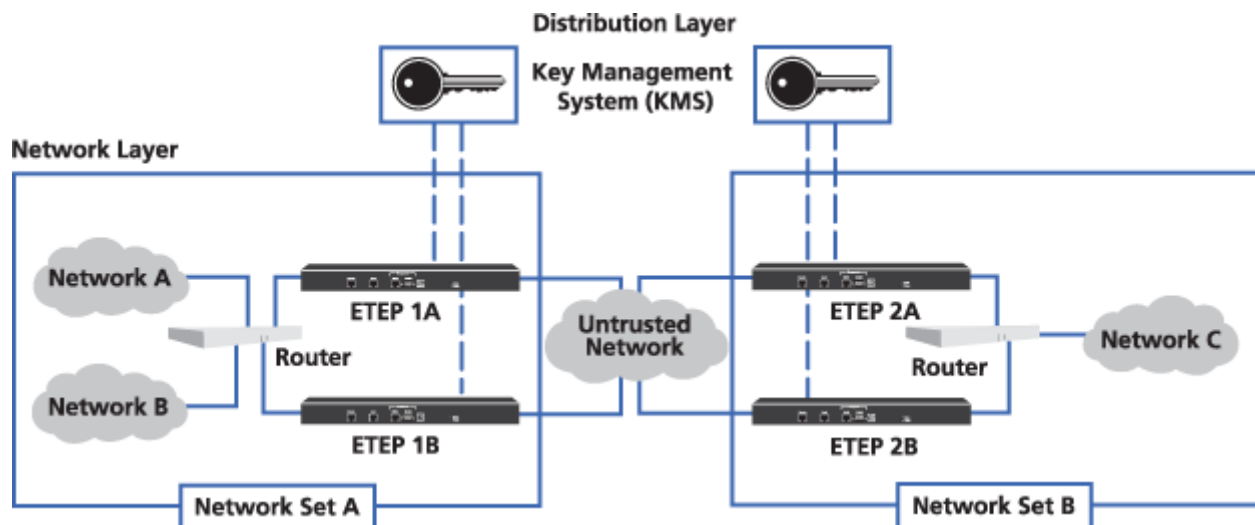 Distribution Layer
Key Management
System (KMS)
Network Layer
Network A
ETEP 1A
Router
Network B
ETEP 1B
Network Set A
Untrusted
Network
ETEP 2A
Router
Network C
ETEP 2B
Network Set B